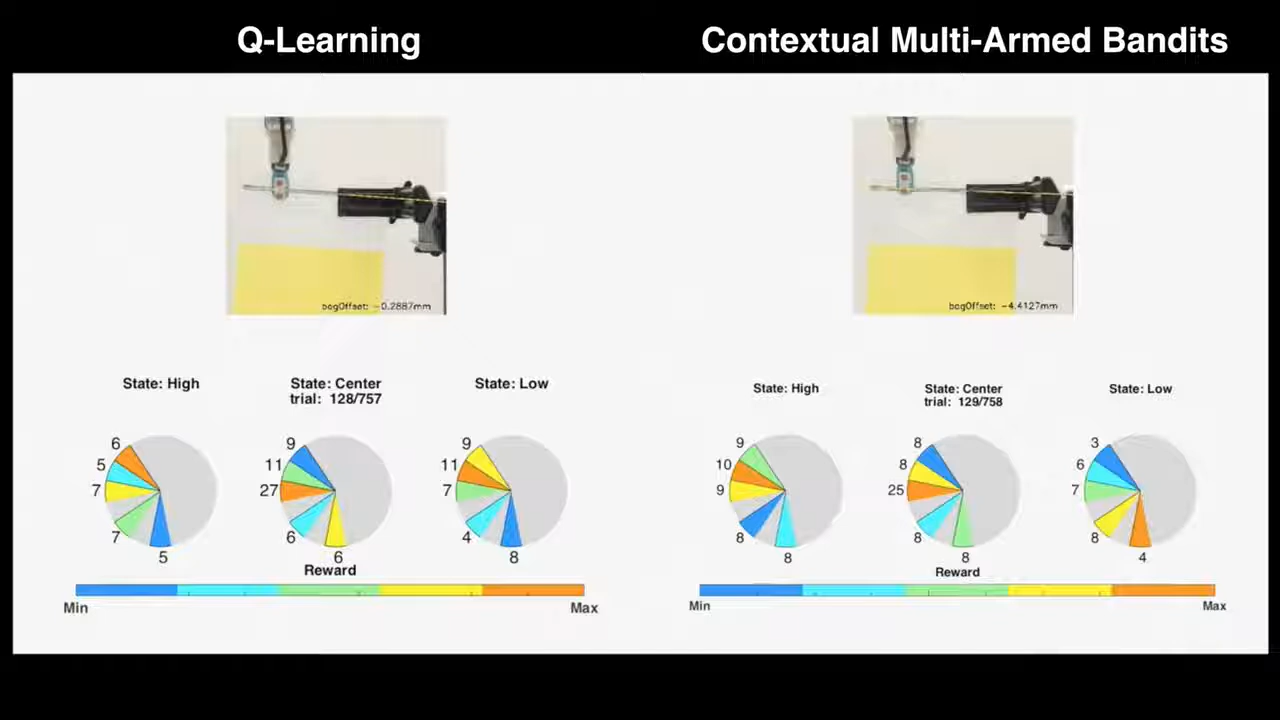 Q-Learning
Contextual Multi-Armed Bandits
bagOffset: -0.2887mm
bagOffset: -4.4127mm
State: High
State: Center
trial: 128/757
State: Low
State: High
State: Center
trial: 129/758
State: Low
6
5
7
7
5
9
11
27
6
6
9
11
7
4
8
9
10
9
8
8
8
8
25
8
8
3
6
7
8
4
Reward
Min
Max
Reward
Min
Max